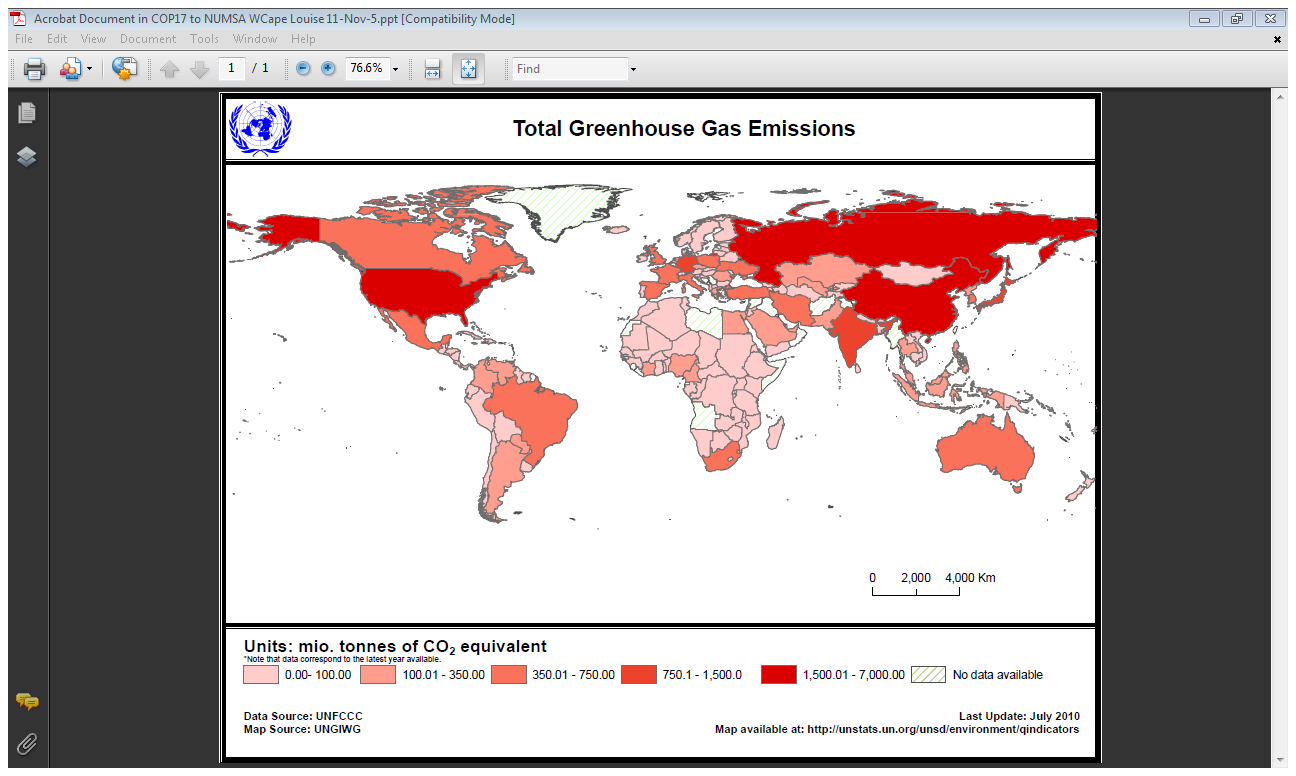 Acrobat Document in COP17 to NUMSA WCape Louise 11-Nov-5.ppt [Compatibility Mode]
File Edit View Document Tools Window Help
1 / 1 76.6% Find
Total Greenhouse Gas Emissions
0 2,000 4,000 Km
Units: mio. tonnes of CO2 equivalent
*Note that data correspond to the latest year available.
0.00- 100.00 100.01 - 350.00 350.01 - 750.00 750.1 - 1,500.0 1,500.01 - 7,000.00 No data available
Data Source: UNFCCC Last Update: July 2010
Map Source: UNGIWG Map available at: http://unstats.un.org/unsd/environment/qindicators